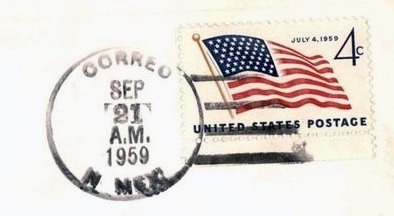 CORREO
SEP
21
A.M.
1959
N. MEX.
JULY 4, 1959
4c
UNITED STATES POSTAGE